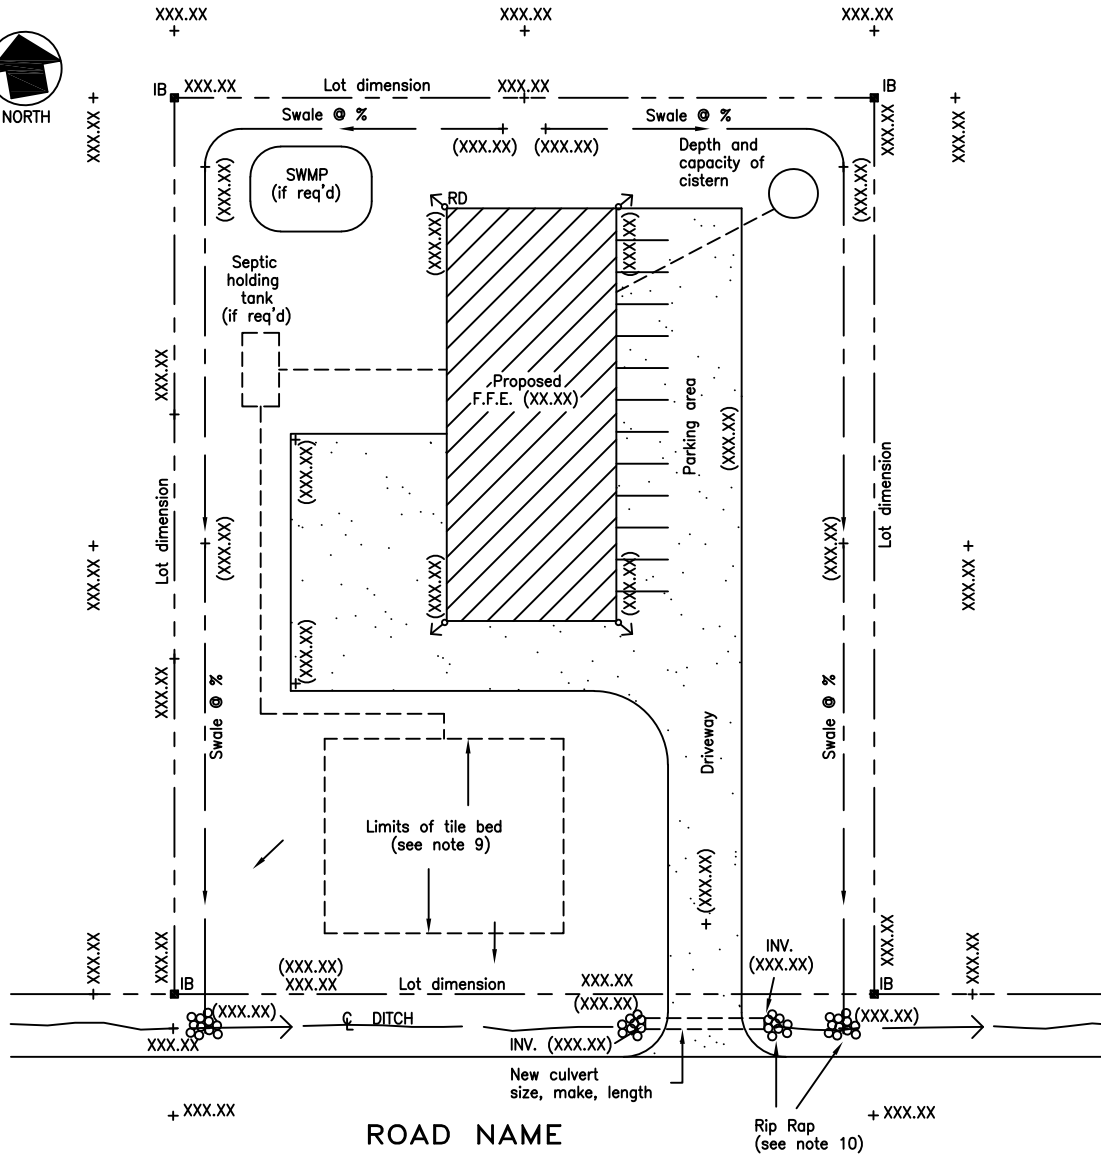 XXX.XX
XXX.XX
XXX.XX
NORTH
IB
XXX.XX
Lot dimension
XXX.XX
IB
XXX.XX
XXX.XX
XXX.XX
Swale @ %
Swale @ %
(XXX.XX)
(XXX.XX)
Depth and
capacity of
cistern
(XXX.XX)
SWMP
(if req'd)
(XXX.XX)
RD
(XXX.XX)
(XXX.XX)
Septic
holding
tank
(if req'd)
XXX.XX
Proposed
F.F.E. (XX.XX)
Parking area
(XXX.XX)
(XXX.XX)
Lot dimension
Lot dimension
XXX.XX
(XXX.XX)
(XXX.XX)
(XXX.XX)
(XXX.XX)
XXX.XX
(XXX.XX)
XXX.XX
Swale @ %
Driveway
Swale @ %
Limits of tile bed
(see note 9)
(XXX.XX)
XXX.XX
XXX.XX
(XXX.XX)
XXX.XX
IB
Lot dimension
XXX.XX
(XXX.XX)
INV.
(XXX.XX)
XXX.XX
XXX.XX
IB
(XXX.XX)
℄ DITCH
(XXX.XX)
XXX.XX
INV. (XXX.XX)
New culvert
size, make, length
XXX.XX
XXX.XX
ROAD NAME
Rip Rap
(see note 10)